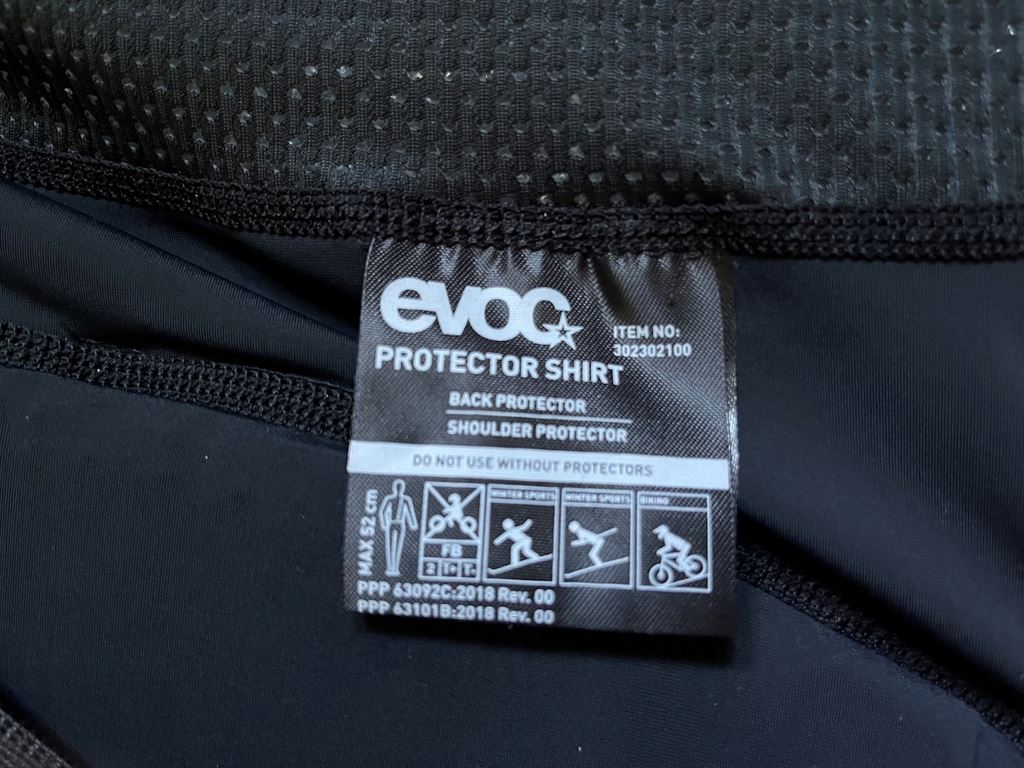 evoc
ITEM NO:
302302100
PROTECTOR SHIRT
BACK PROTECTOR
SHOULDER PROTECTOR
DO NOT USE WITHOUT PROTECTORS
MAX 52 cm
FB
2 T+ T-
WINTER SPORTS
WINTER SPORTS
BIKING
PPP 63092C:2018 Rev. 00
PPP 63101B:2018 Rev. 00